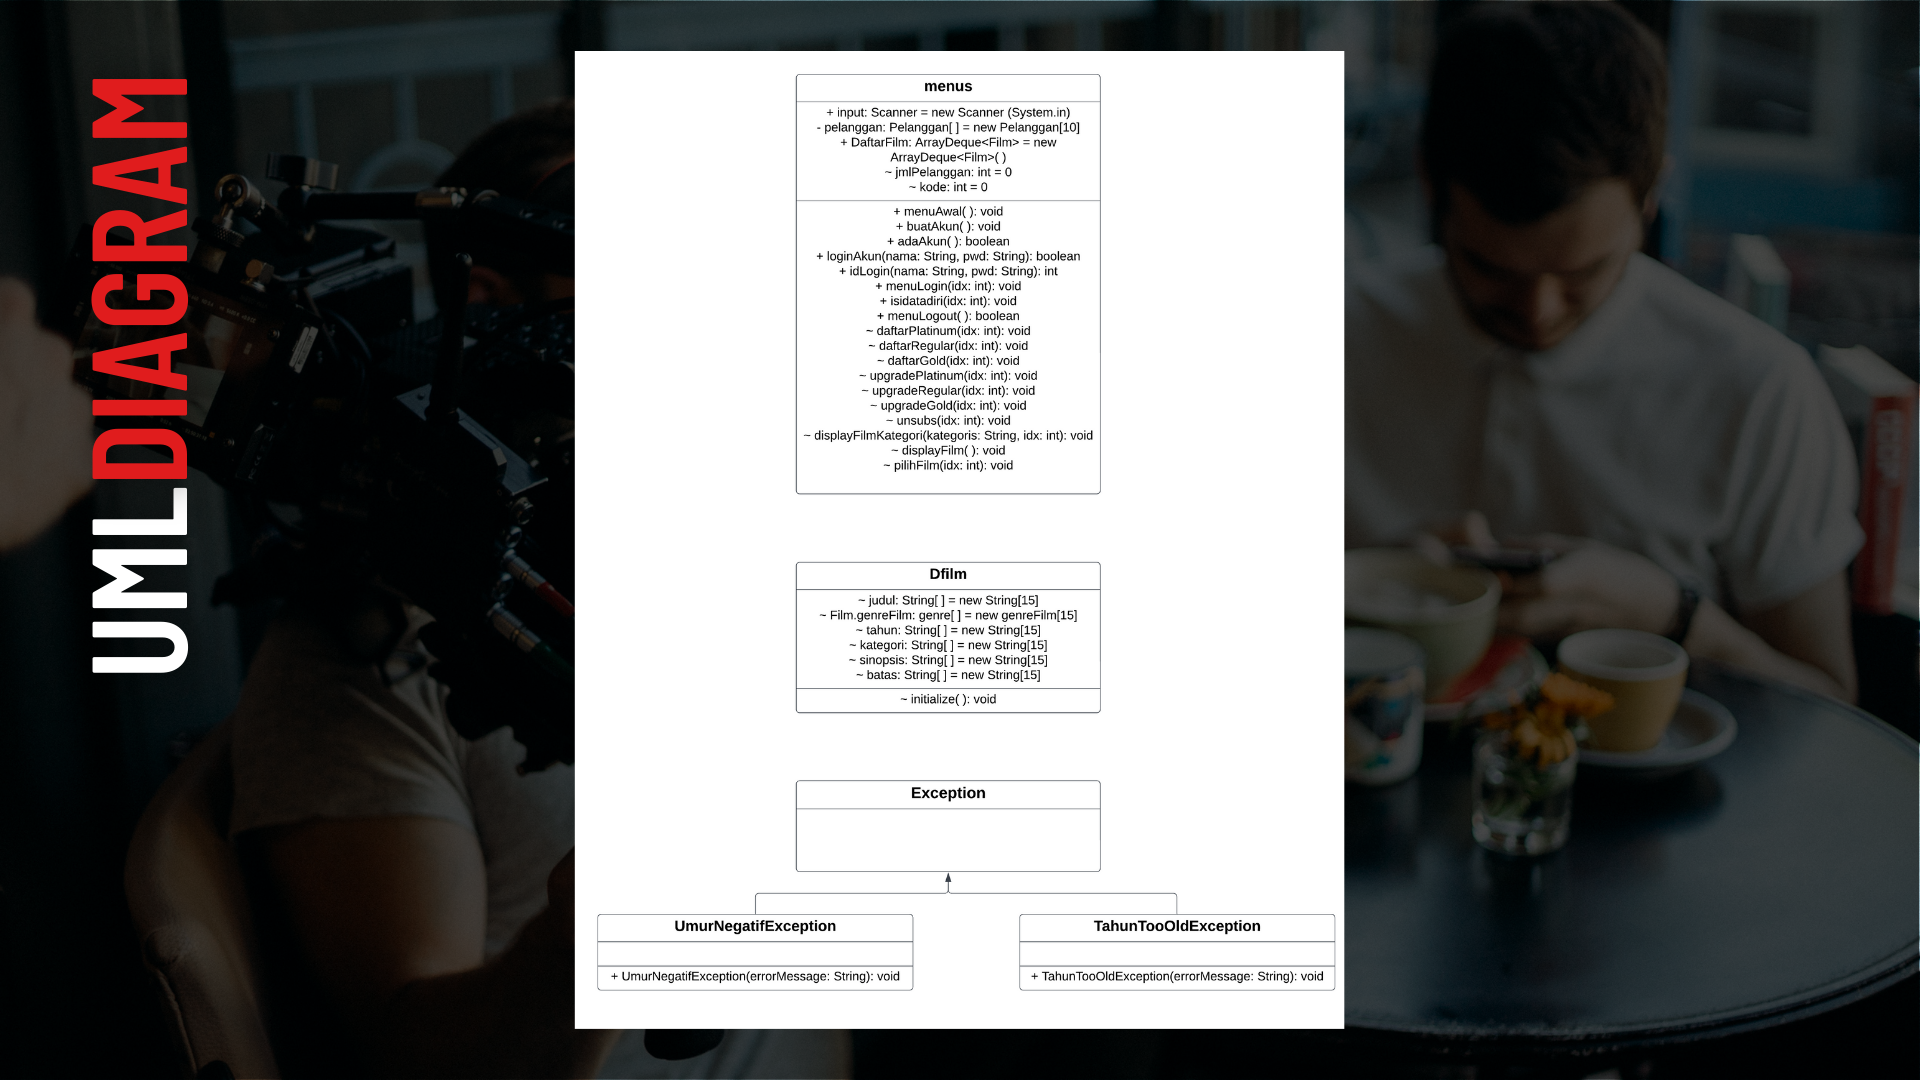 UMLDIAGRAM
menus
+ input: Scanner = new Scanner (System.in)
- pelanggan: Pelanggan[ ] = new Pelanggan[10]
+ DaftarFilm: ArrayDeque<Film> = new
ArrayDeque<Film>( )
~ jmlPelanggan: int = 0
~ kode: int = 0
+ menuAwal( ): void
+ buatAkun( ): void
+ adaAkun( ): boolean
+ loginAkun(nama: String, pwd: String): boolean
+ idLogin(nama: String, pwd: String): int
+ menuLogin(idx: int): void
+ isidatadiri(idx: int): void
+ menuLogout( ): boolean
~ daftarPlatinum(idx: int): void
~ daftarRegular(idx: int): void
~ daftarGold(idx: int): void
~ upgradePlatinum(idx: int): void
~ upgradeRegular(idx: int): void
~ upgradeGold(idx: int): void
~ unsubs(idx: int): void
~ displayFilmKategori(kategoris: String, idx: int): void
~ displayFilm( ): void
~ pilihFilm(idx: int): void
Dfilm
~ judul: String[ ] = new String[15]
~ Film.genreFilm: genre[ ] = new genreFilm[15]
~ tahun: String[ ] = new String[15]
~ kategori: String[ ] = new String[15]
~ sinopsis: String[ ] = new String[15]
~ batas: String[ ] = new String[15]
~ initialize( ): void
Exception
UmurNegatifException
+ UmurNegatifException(errorMessage: String): void
TahunTooOldException
+ TahunTooOldException(errorMessage: String): void